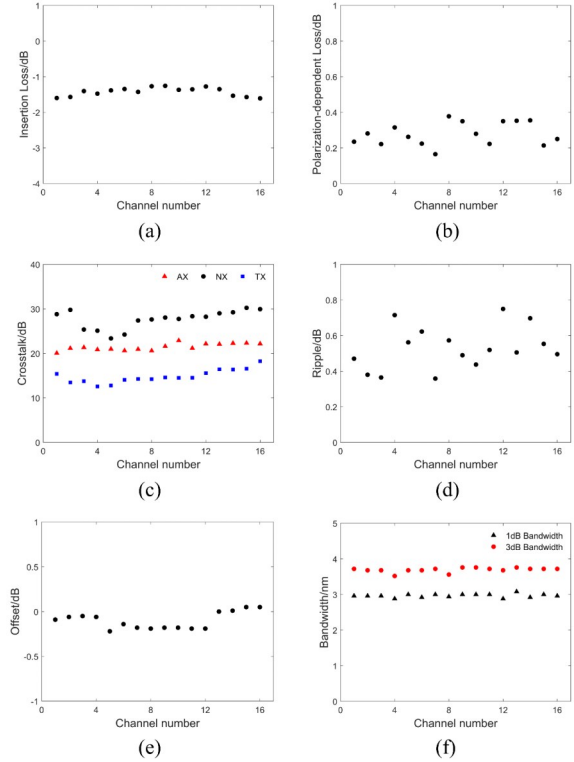 1
0
-1
-2
-3
-4
Insertion Loss/dB
0 4 8 12 16
Channel number
(a)
1
0.8
0.6
0.4
0.2
0
Polarization-dependent Loss/dB
0 4 8 12 16
Channel number
(b)
40
30
20
10
0
Crosstalk/dB
AX NX TX
0 4 8 12 16
Channel number
(c)
1
0.8
0.6
0.4
0.2
0
Ripple/dB
0 4 8 12 16
Channel number
(d)
1
0.5
0
-0.5
-1
Offset/dB
0 4 8 12 16
Channel number
(e)
5
4
3
2
1
0
Bandwidth/nm
1dB Bandwidth
3dB Bandwidth
0 4 8 12 16
Channel number
(f)